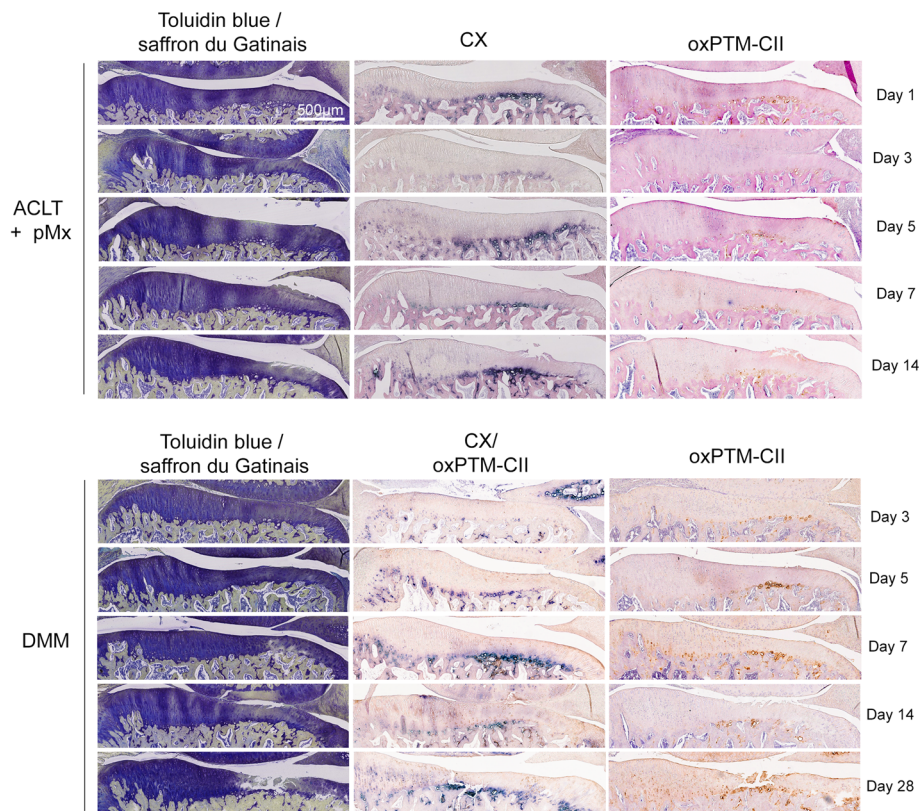 Toluidin blue /
saffron du Gatinais
CX
oxPTM-CII
500µm
Day 1
Day 3
ACLT
+ pMx
Day 5
Day 7
Day 14
Toluidin blue /
saffron du Gatinais
CX/
oxPTM-CII
oxPTM-CII
Day 3
Day 5
DMM
Day 7
Day 14
Day 28